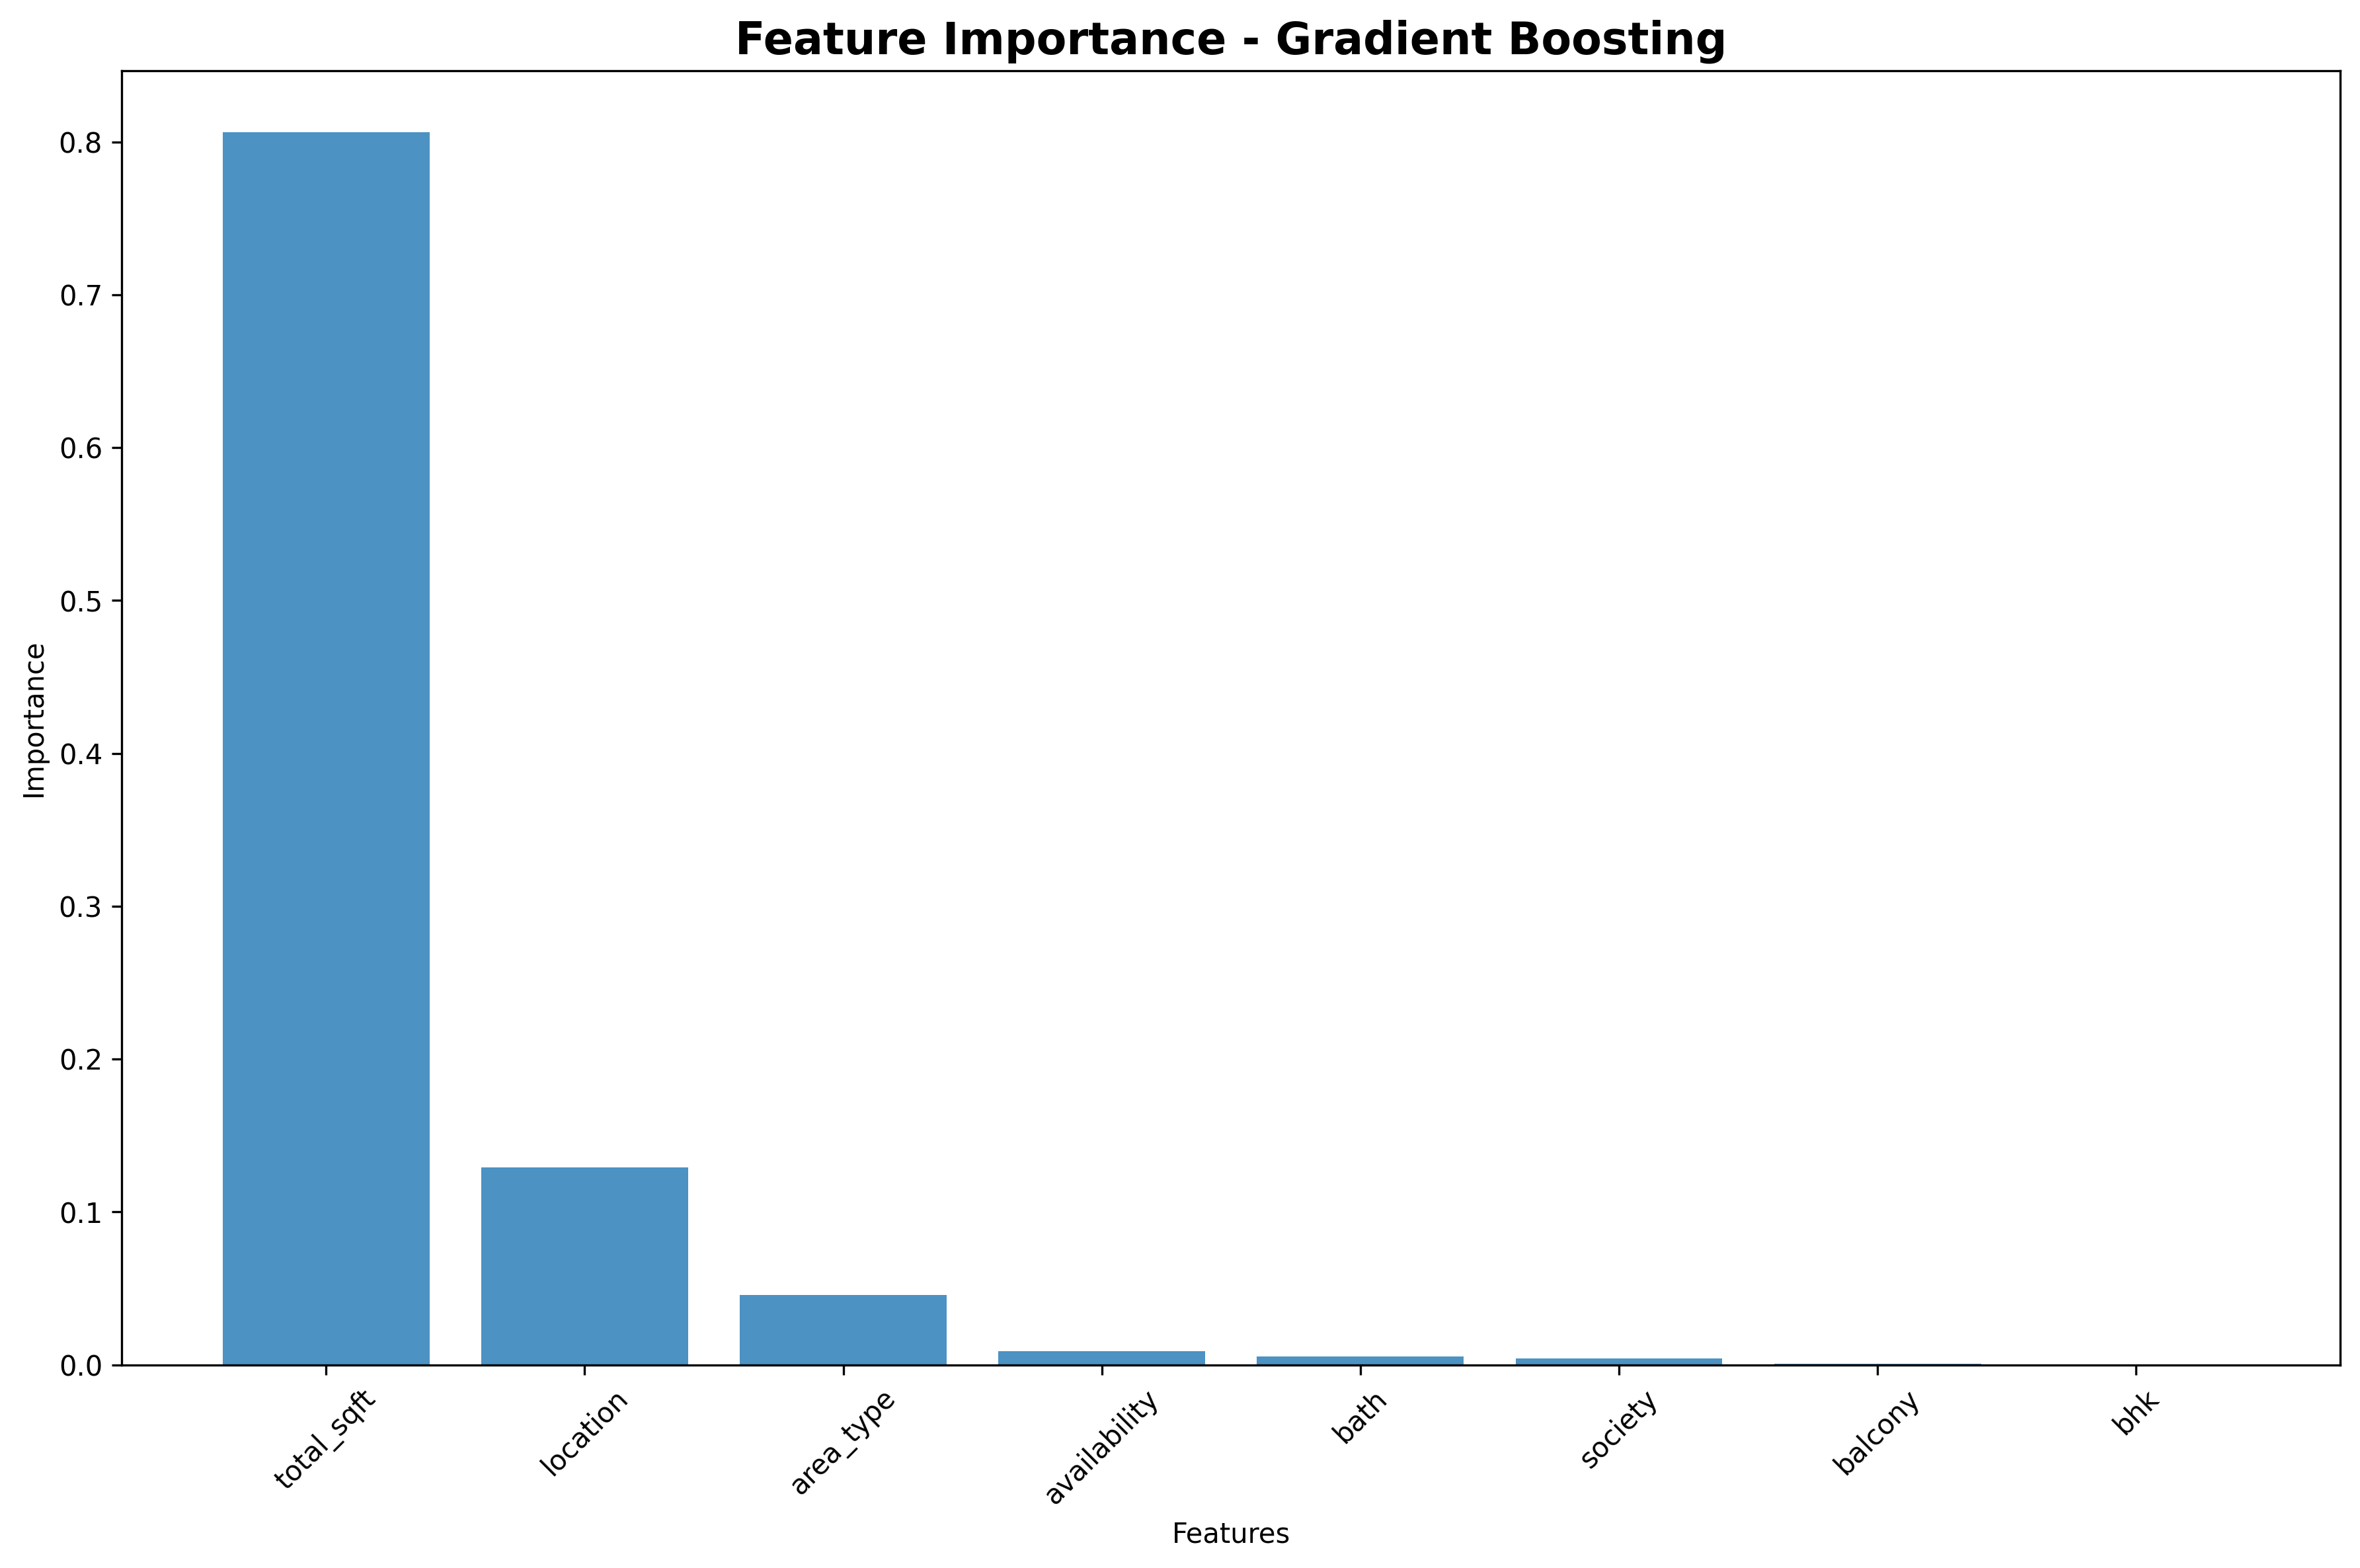 Feature Importance - Gradient Boosting
Importance
0.8
0.7
0.6
0.5
0.4
0.3
0.2
0.1
0.0
total_sqft
location
area_type
availability
bath
society
balcony
bhk
Features